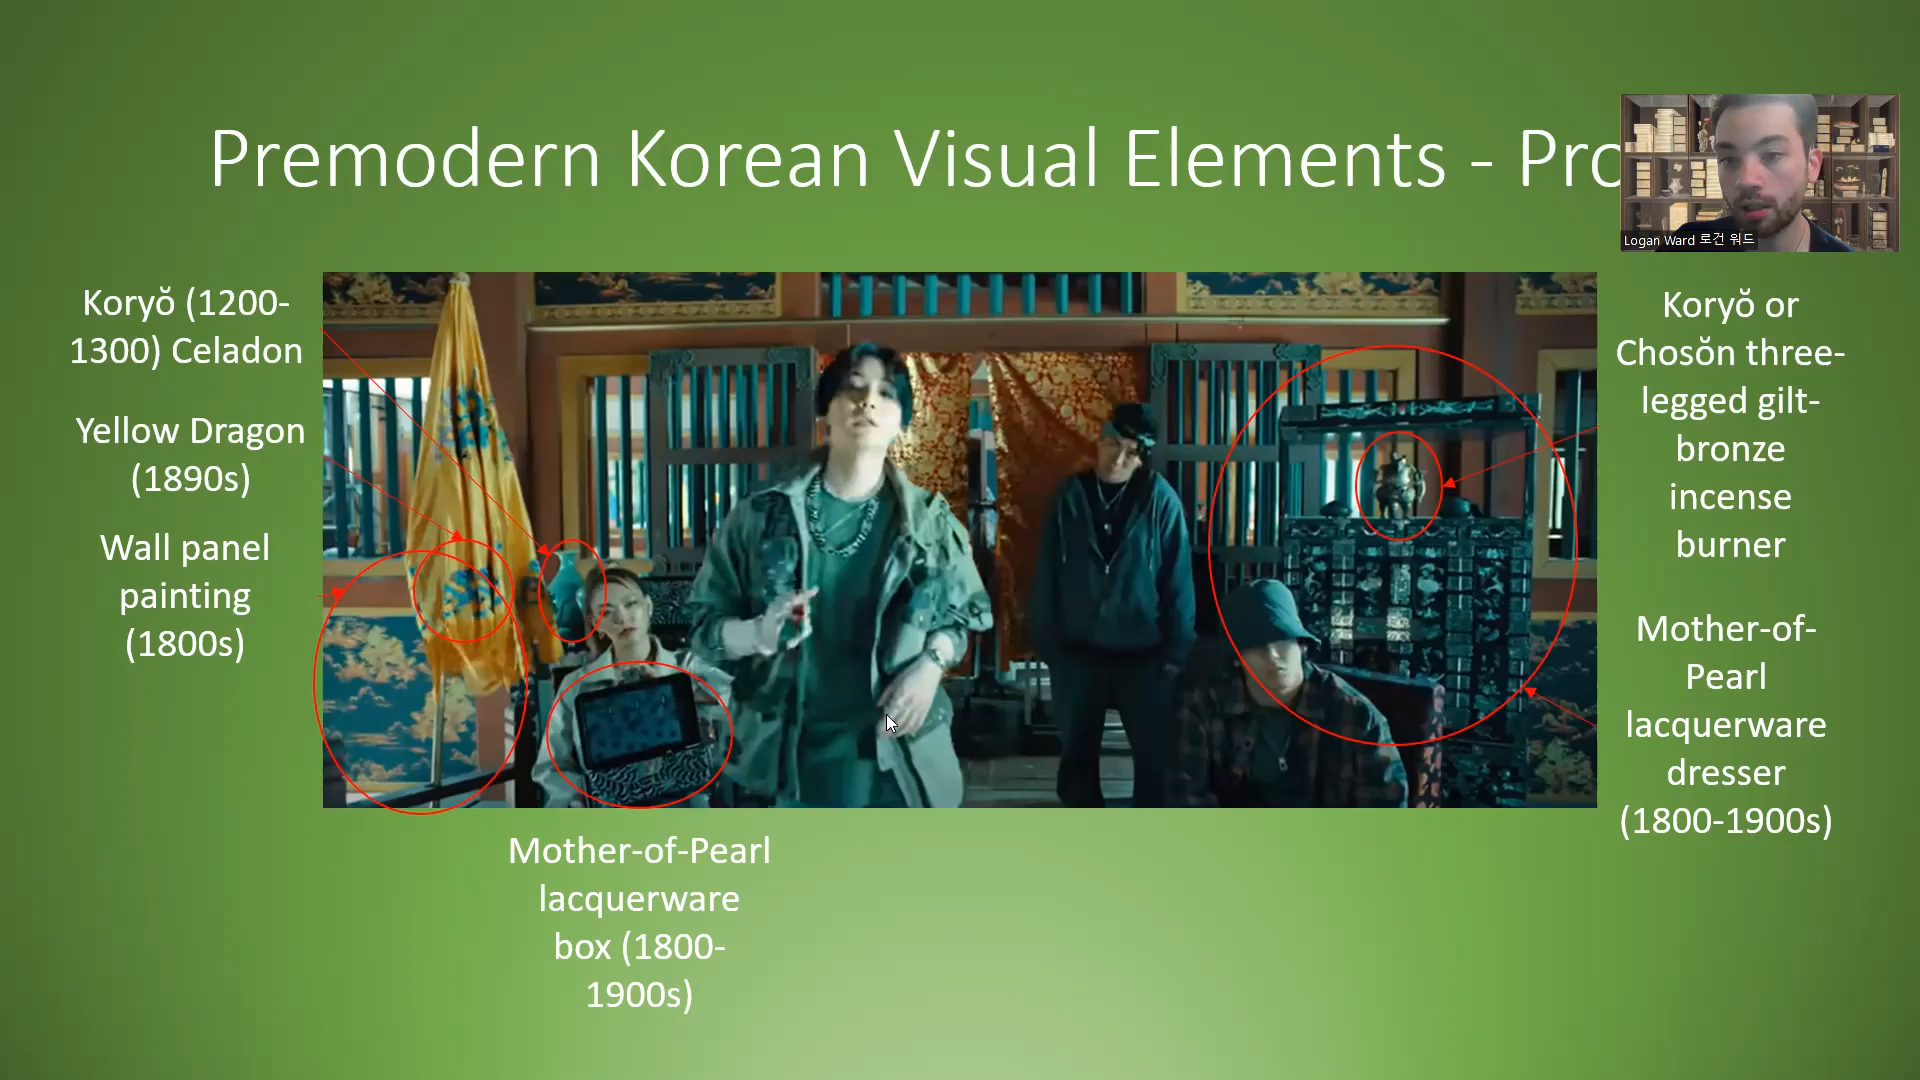 Premodern Korean Visual Elements - Pro
Logan Ward 로건 워드
Koryŏ (1200-
1300) Celadon
Yellow Dragon
(1890s)
Wall panel
painting
(1800s)
Mother-of-Pearl
lacquerware
box (1800-
1900s)
Koryŏ or
Chosŏn three-
legged gilt-
bronze
incense
burner
Mother-of-
Pearl
lacquerware
dresser
(1800-1900s)